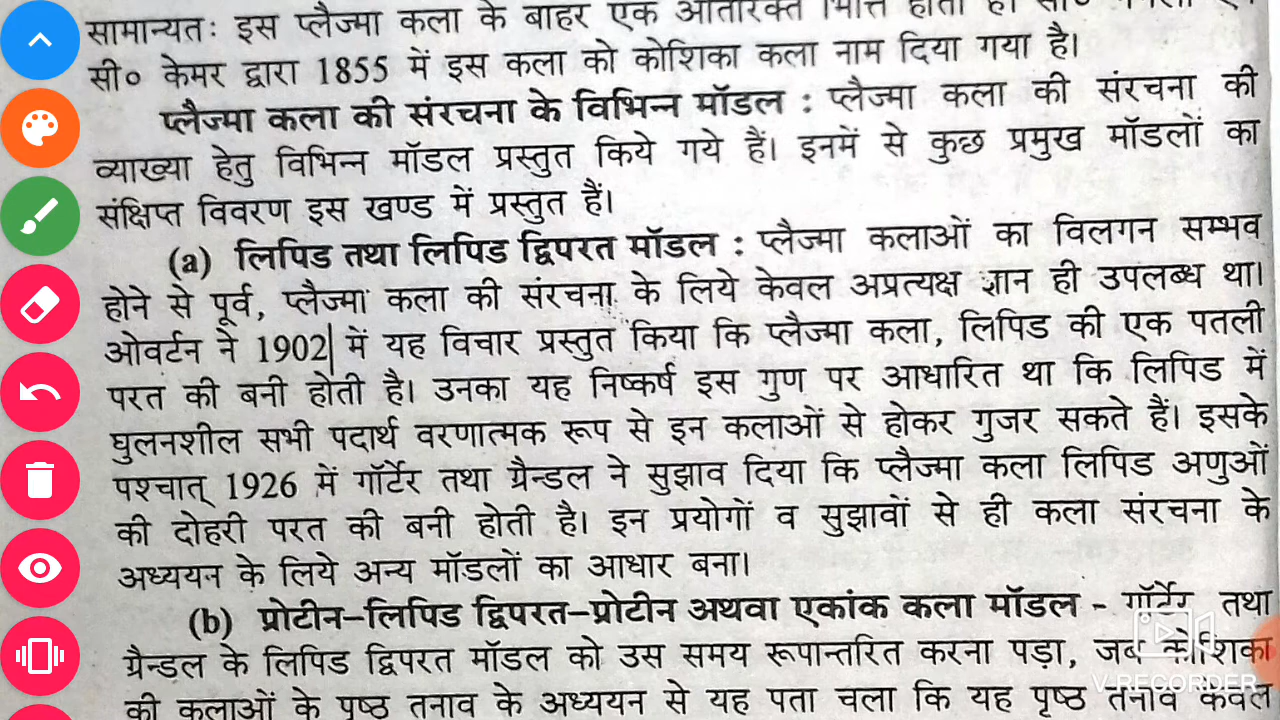 सामान्यतः इस प्लैज्मा कला के बाहर एक अतिरिक्त भित्ति होती है। सी०
सी० केमर द्वारा 1855 में इस कला को कोशिका कला नाम दिया गया है।
प्लैज्मा कला की संरचना के विभिन्न मॉडल : प्लैज्मा कला की संरचना की
व्याख्या हेतु विभिन्न मॉडल प्रस्तुत किये गये हैं। इनमें से कुछ प्रमुख मॉडलों का
संक्षिप्त विवरण इस खण्ड में प्रस्तुत हैं।
(a) लिपिड तथा लिपिड द्विपरत मॉडल : प्लैज्मा कलाओं का विलगन सम्भव
होने से पूर्व, प्लैज्मा कला की संरचना के लिये केवल अप्रत्यक्ष ज्ञान ही उपलब्ध था।
ओवर्टन ने 1902 में यह विचार प्रस्तुत किया कि प्लैज्मा कला, लिपिड की एक पतली
परत की बनी होती है। उनका यह निष्कर्ष इस गुण पर आधारित था कि लिपिड में
घुलनशील सभी पदार्थ वरणात्मक रूप से इन कलाओं से होकर गुजर सकते हैं। इसके
पश्चात् 1926 में गॉर्टेर तथा ग्रैन्डल ने सुझाव दिया कि प्लैज्मा कला लिपिड अणुओं
की दोहरी परत की बनी होती है। इन प्रयोगों व सुझावों से ही कला संरचना के
अध्ययन के लिये अन्य मॉडलों का आधार बना।
(b) प्रोटीन–लिपिड द्विपरत–प्रोटीन अथवा एकांक कला मॉडल - गॉर्टेर तथा
ग्रैन्ड़ल के लिपिड द्विपरत मॉडल को उस समय रूपान्तरित करना पड़ा, जब कोशिका
की कलाओं के पृष्ठ तनाव के अध्ययन से यह पता चला कि यह पृष्ठ तनाव केवल
V-RECORDER